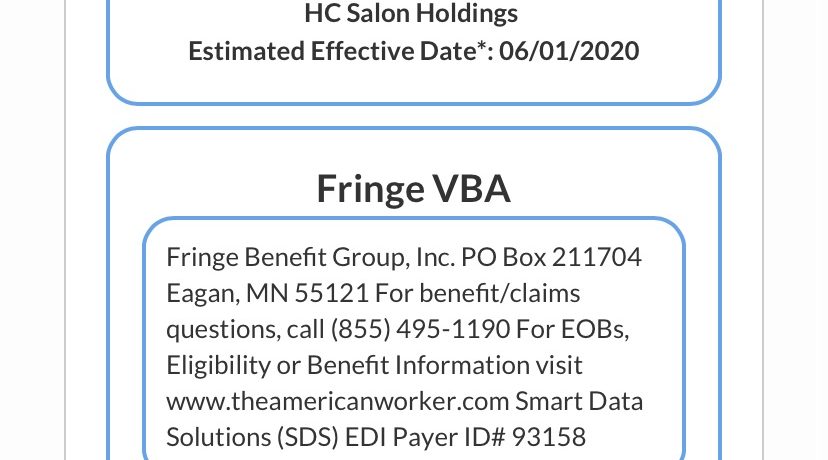 HC Salon Holdings
Estimated Effective Date*: 06/01/2020
Fringe VBA
Fringe Benefit Group, Inc. PO Box 211704
Eagan, MN 55121 For benefit/claims
questions, call (855) 495-1190 For EOBs,
Eligibility or Benefit Information visit
www.theamericanworker.com Smart Data
Solutions (SDS) EDI Payer ID# 93158